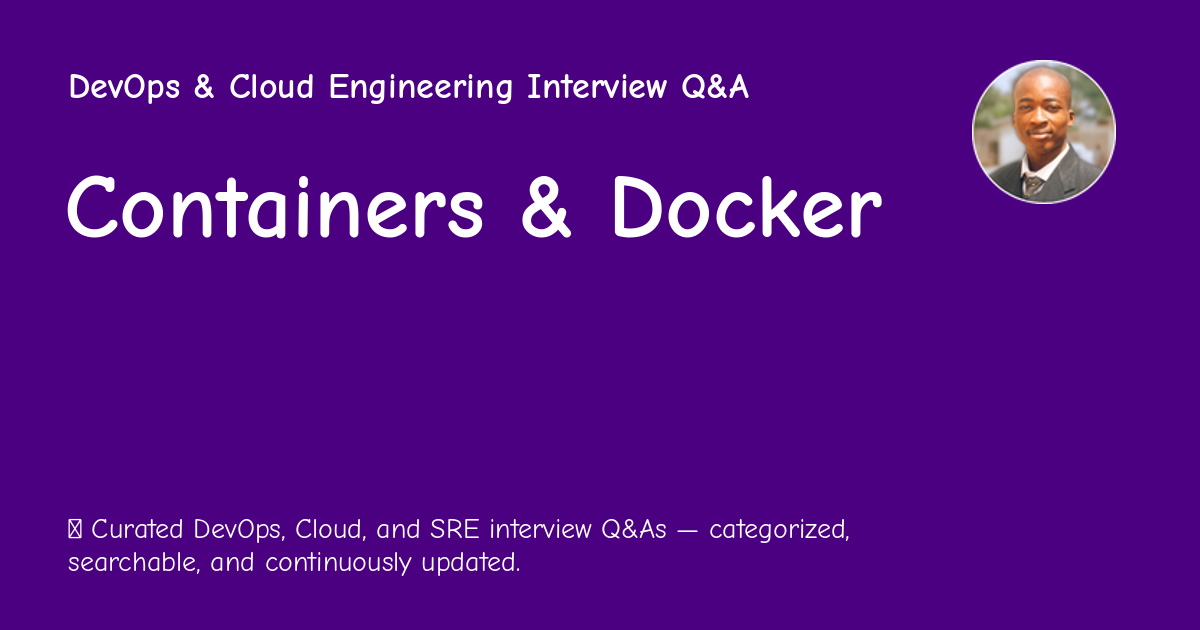 DevOps & Cloud Engineering Interview Q&A
Containers & Docker
Curated DevOps, Cloud, and SRE interview Q&As — categorized,
searchable, and continuously updated.